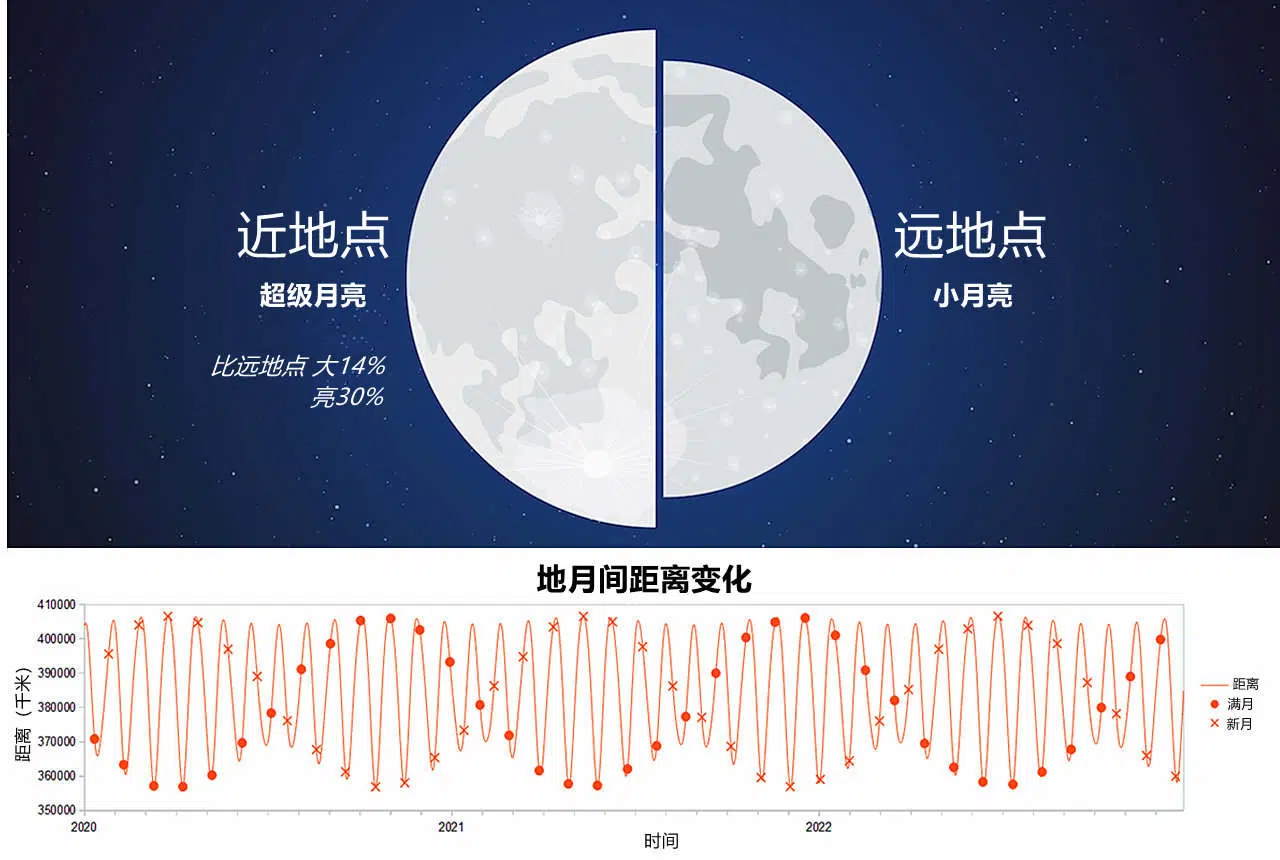 近地点
超级月亮
比远地点 大14%
亮30%
远地点
小月亮
地月间距离变化
距离（千米）
410000
400000
390000
380000
370000
360000
350000
2020
2021
2022
时间
距离
满月
新月